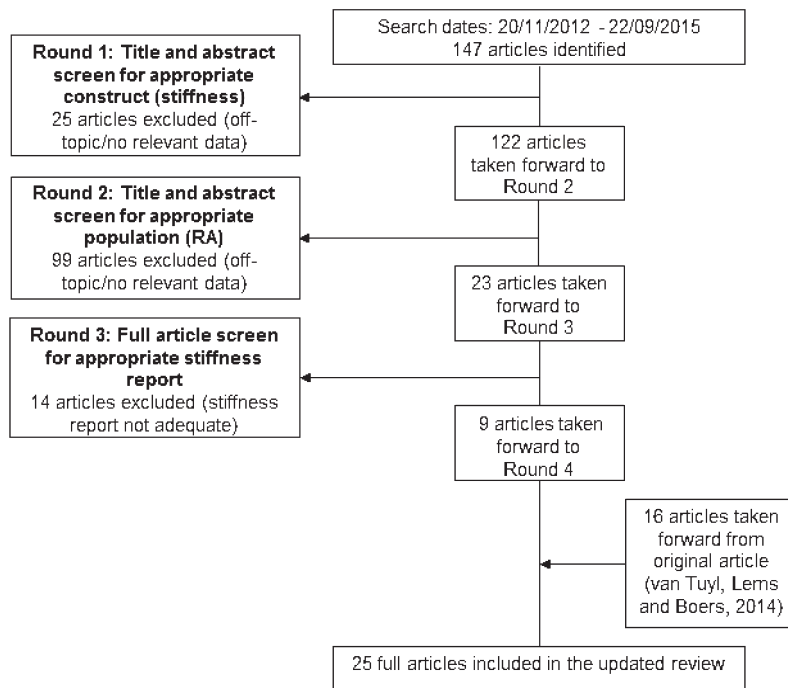 Search dates: 20/11/2012 - 22/09/2015
147 articles identified
Round 1: Title and abstract
screen for appropriate
construct (stiffness)
25 articles excluded (off-
topic/no relevant data)
122 articles
taken forward to
Round 2
Round 2: Title and abstract
screen for appropriate
population (RA)
99 articles excluded (off-
topic/no relevant data)
23 articles taken
forward to
Round 3
Round 3: Full article screen
for appropriate stiffness
report
14 articles excluded (stiffness
report not adequate)
9 articles taken
forward to
Round 4
16 articles taken
forward from
original article
(van Tuyl, Lems
and Boers, 2014)
25 full articles included in the updated review